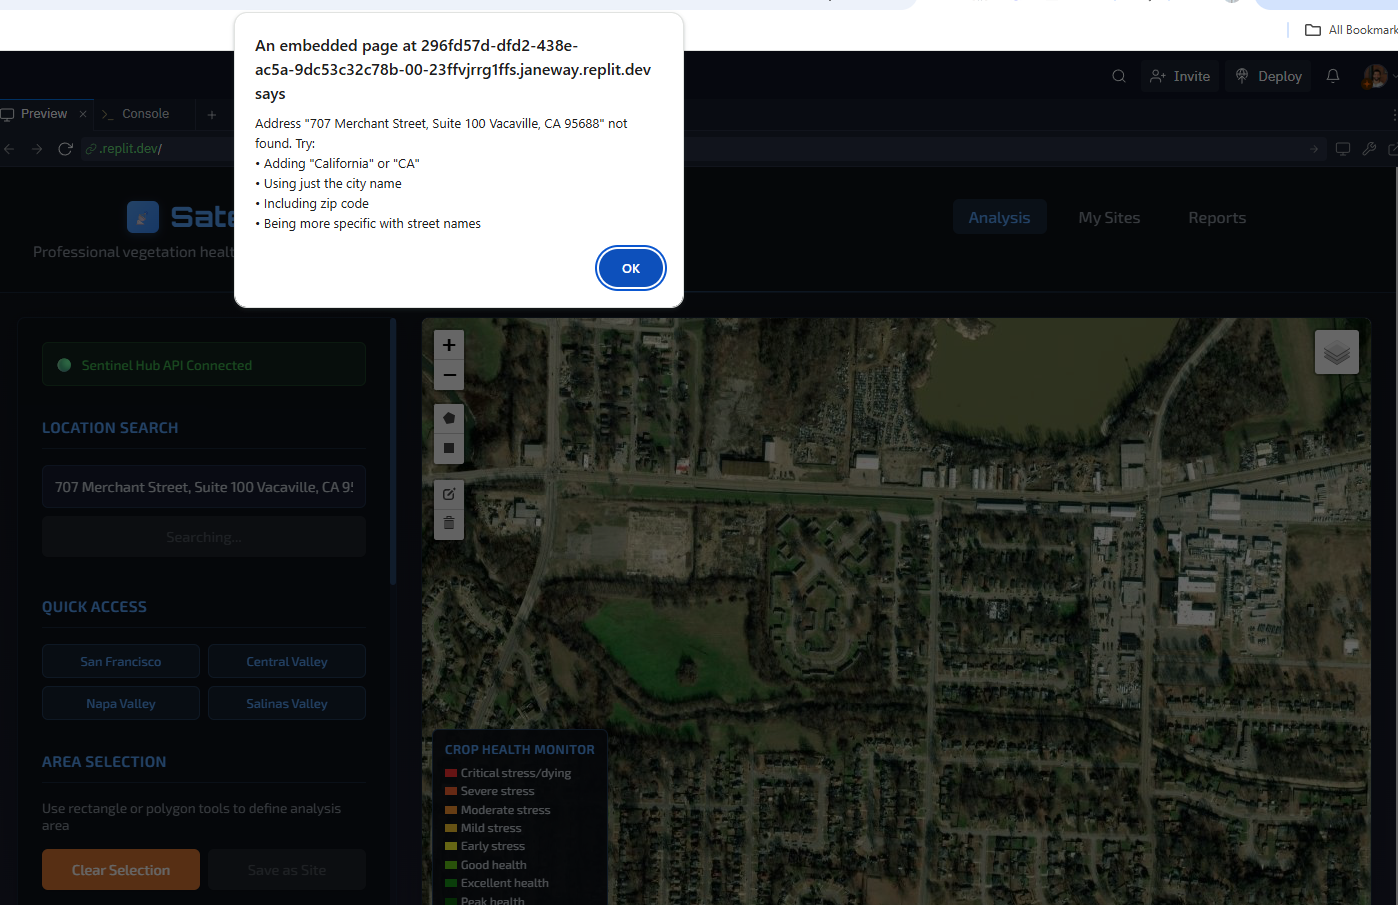 All Bookmark
An embedded page at 296fd57d-dfd2-438e-
ac5a-9dc53c32c78b-00-23ffvjrrg1ffs.janeway.replit.dev
says
Address "707 Merchant Street, Suite 100 Vacaville, CA 95688" not
found. Try:
• Adding "California" or "CA"
• Using just the city name
• Including zip code
• Being more specific with street names
OK
Invite
Deploy
Preview
Console
.replit.dev/
Sate
Professional vegetation healt
Analysis
My Sites
Reports
Sentinel Hub API Connected
LOCATION SEARCH
707 Merchant Street, Suite 100 Vacaville, CA 9
Searching...
QUICK ACCESS
San Francisco
Central Valley
Napa Valley
Salinas Valley
AREA SELECTION
Use rectangle or polygon tools to define analysis
area
Clear Selection
Save as Site
CROP HEALTH MONITOR
Critical stress/dying
Severe stress
Moderate stress
Mild stress
Early stress
Good health
Excellent health
Peak health